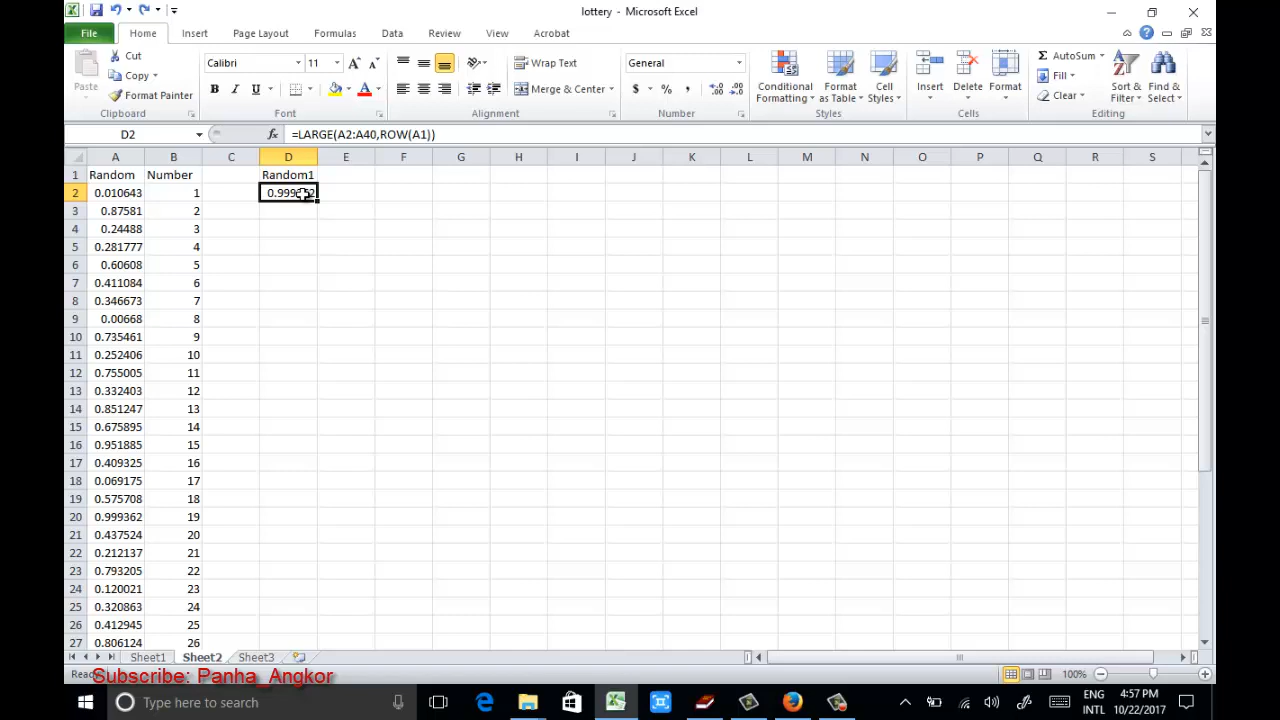 lottery - Microsoft Excel
File Home Insert Page Layout Formulas Data Review View Acrobat
Paste Cut Copy Format Painter Clipboard
Calibri 11 A A B I U A Font
Wrap Text Merge & Center Alignment
General $ % , .0 .00 .00 .0 Number
Conditional Formatting Format as Table Cell Styles Styles
Insert Delete Format Cells
Σ AutoSum Fill Clear Sort & Filter Find & Select Editing
D2 fx =LARGE(A2:A40,ROW(A1))
A B C D E F G H I J K L M N O P Q R S
1 Random Number Random1
2 0.010643 1
3 0.87581 2
4 0.24488 3
5 0.281777 4
6 0.60608 5
7 0.411084 6
8 0.346673 7
9 0.00668 8
10 0.735461 9
11 0.252406 10
12 0.755005 11
13 0.332403 12
14 0.851247 13
15 0.675895 14
16 0.951885 15
17 0.409325 16
18 0.069175 17
19 0.575708 18
20 0.999362 19
21 0.437524 20
22 0.212137 21
23 0.793205 22
24 0.120021 23
25 0.320863 24
26 0.412945 25
27 0.806124 26
Sheet1 Sheet2 Sheet3
Subscribe: Panha_Angkor
100%
Type here to search
ENG INTL
4:57 PM
10/22/2017